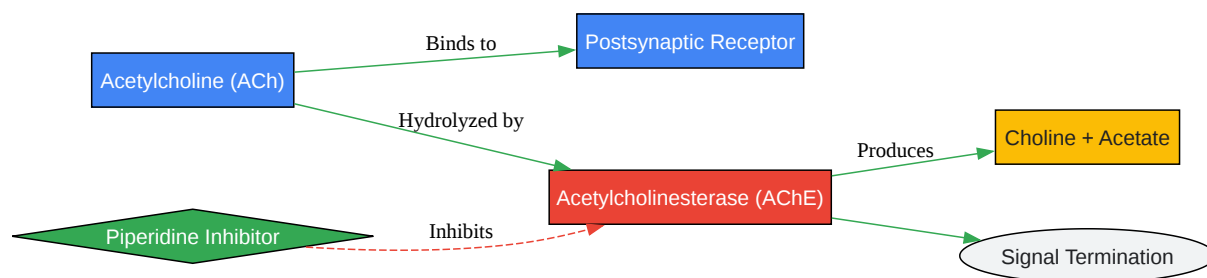 Binds to
Postsynaptic Receptor
Acetylcholine (ACh)
Hydrolyzed by
Choline + Acetate
Produces
Acetylcholinesterase (AChE)
Piperidine Inhibitor
Inhibits
Signal Termination